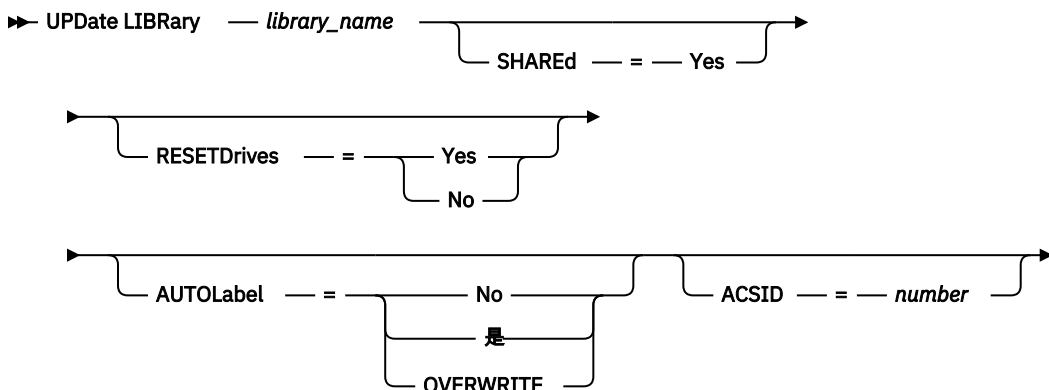 UPDate LIBRary — library_name
SHAREd — = — Yes
RESETDrives — = — Yes
No
AUTOLabel — = — No
ACSID — = — number
是
OVERWRITE